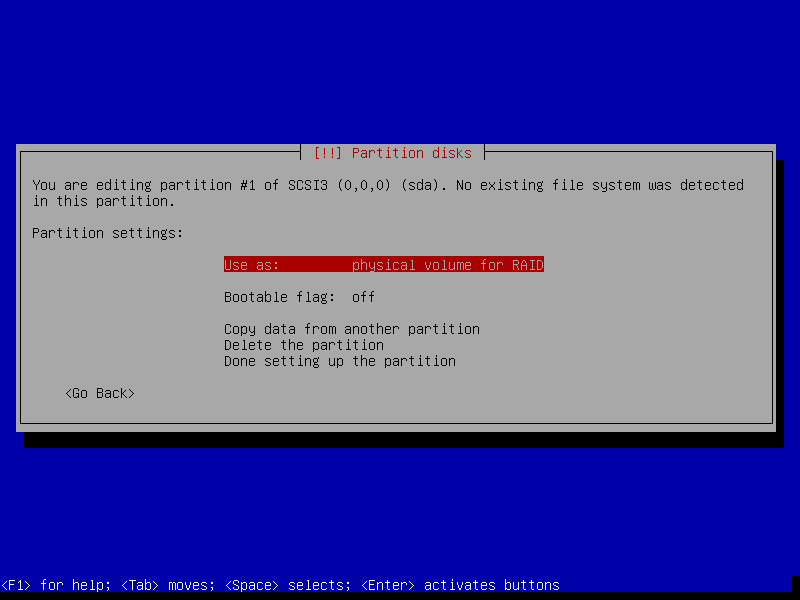 [!!] Partition disks
You are editing partition #1 of SCSI3 (0,0,0) (sda). No existing file system was detected
in this partition.
Partition settings:
Use as: physical volume for RAID
Bootable flag: off
Copy data from another partition
Delete the partition
Done setting up the partition
<Go Back>
<F1> for help; <Tab> moves; <Space> selects; <Enter> activates buttons